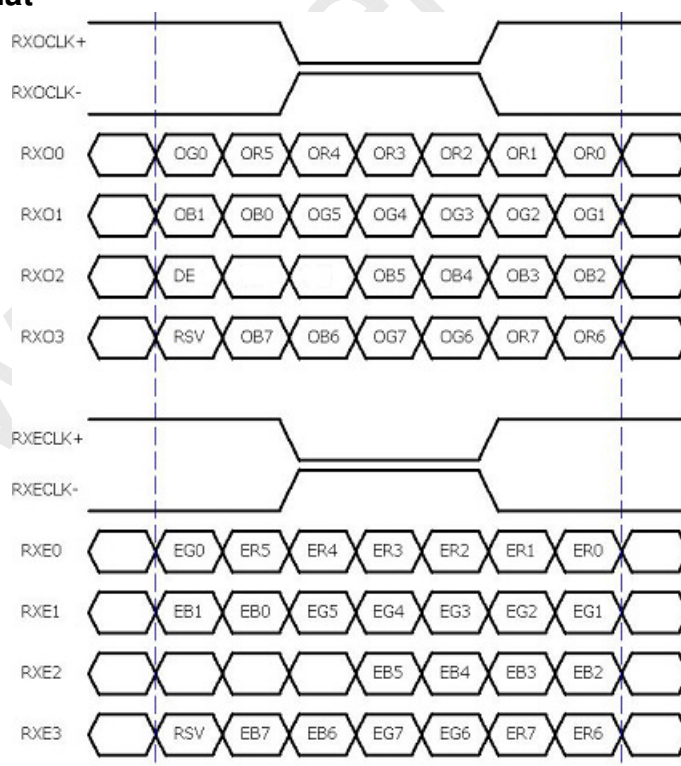 RXOCLK+
RXOCLK-
RXO0 OG0 OR5 OR4 OR3 OR2 OR1 OR0
RXO1 OB1 OB0 OG5 OG4 OG3 OG2 OG1
RXO2 DE OB5 OB4 OB3 OB2
RXO3 RSV OB7 OB6 OG7 OG6 OR7 OR6
RXECLK+
RXECLK-
RXE0 EG0 ER5 ER4 ER3 ER2 ER1 ER0
RXE1 EB1 EB0 EG5 EG4 EG3 EG2 EG1
RXE2 EB5 EB4 EB3 EB2
RXE3 RSV EB7 EB6 EG7 EG6 ER7 ER6